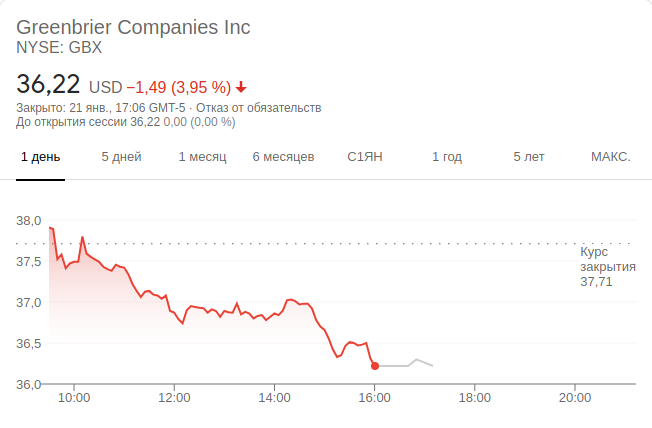 Greenbrier Companies Inc
NYSE: GBX
36,22 USD −1,49 (3,95 %)
Закрыто: 21 янв., 17:06 GMT-5 · Отказ от обязательств
До открытия сессии 36,22 0,00 (0,00 %)
1 день 5 дней 1 месяц 6 месяцев С1ЯН 1 год 5 лет МАКС.
38,0
Курс
закрытия
37,71
37,5
37,0
36,5
36,0
10:00 12:00 14:00 16:00 18:00 20:00